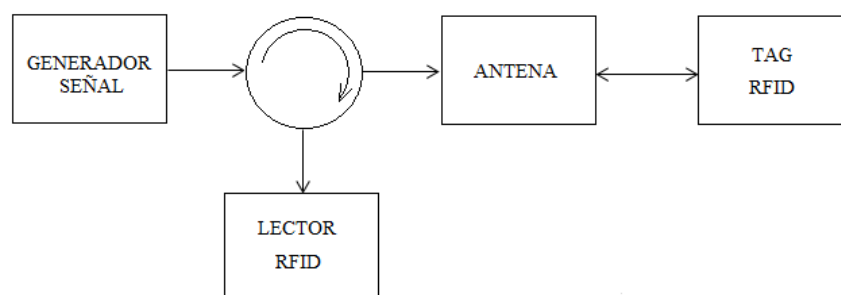 GENERADOR
SEÑAL
ANTENA
TAG
RFID
LECTOR
RFID